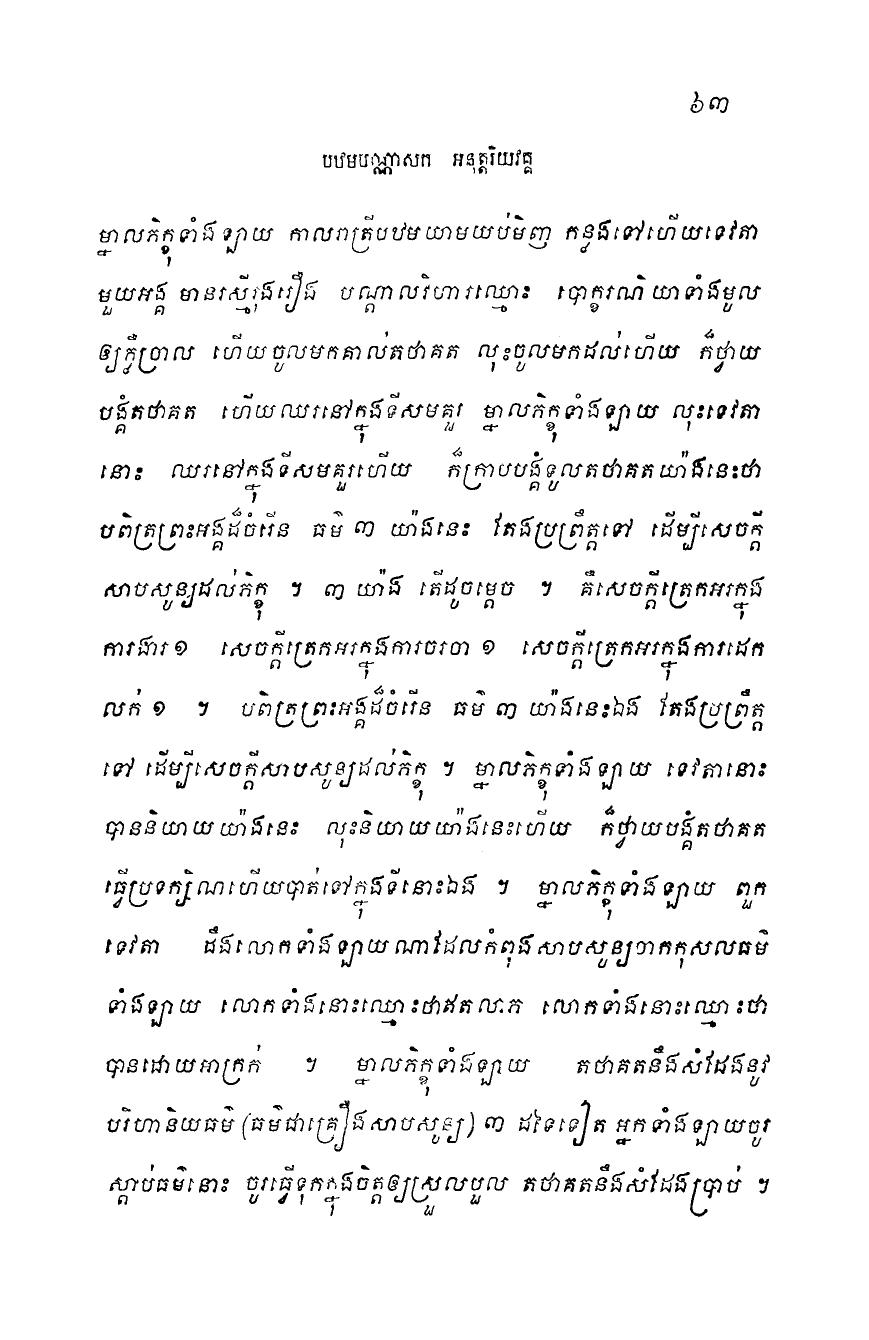 ៦៣
បឋមបណ្ណាសក អនុត្តរិយវគ្គ
ម្នាលភិក្ខុទាំងឡាយ កាលរាត្រីបឋមយាមយប់មិញ កន្លងទៅហើយទេវតា
មួយអង្គ មានរស្មីរុងរឿង បណ្តាលវិហារឈ្មោះ បោក្ខរណិយាទាំងមូល
ឲ្យភ្លឺព្រាល ហើយចូលមកគាល់តថាគត លុះចូលមកដល់ហើយ ក៏ថ្វាយ
បង្គំតថាគត ហើយឈរនៅក្នុងទីសមគួរ ម្នាលភិក្ខុទាំងឡាយ លុះទេវតា
នោះ ឈរនៅក្នុងទីសមគួរហើយ ក៏ក្រាបបង្គំទូលតថាគតយ៉ាងនេះថា
បពិត្រព្រះអង្គដ៏ចំរើន ធម៌ ៣ យ៉ាងនេះ តែងប្រព្រឹត្តទៅ ដើម្បីសេចក្តី
សាបសូន្យដល់ភិក្ខុ ។ ៣ យ៉ាង តើដូចម្តេច ។ គឺសេចក្តីត្រេកអរក្នុង
ការងារ ១ សេចក្តីត្រេកអរក្នុងការចរចា ១ សេចក្តីត្រេកអរក្នុងការដេក
លក់ ១ ។ បពិត្រព្រះអង្គដ៏ចំរើន ធម៌ ៣ យ៉ាងនេះឯង តែងប្រព្រឹត្ត
ទៅ ដើម្បីសេចក្តីសាបសូន្យដល់ភិក្ខុ ។ ម្នាលភិក្ខុទាំងឡាយ ទេវតានោះ
បាននិយាយយ៉ាងនេះ លុះនិយាយយ៉ាងនេះហើយ ក៏ថ្វាយបង្គំតថាគត
ធ្វើប្រទក្សិណហើយបាត់ទៅក្នុងទីនោះឯង ។ ម្នាលភិក្ខុទាំងឡាយ ពួក
ទេវតា ដឹងលោកទាំងឡាយណាដែលកំពុងសាបសូន្យចាកកុសលធម៌
ទាំងឡាយ លោកទាំងនោះឈ្មោះថាឥតលាភ លោកទាំងនោះឈ្មោះថា
បានដោយអាក្រក់ ។ ម្នាលភិក្ខុទាំងឡាយ តថាគតនឹងសំដែងនូវ
បរិហានិយធម៌ (ធម៌ជាគ្រឿងសាបសូន្យ) ៣ ដទៃទៀត អ្នកទាំងឡាយចូរ
ស្តាប់ធម៌នោះ ចូរធ្វើទុកក្នុងចិត្តឲ្យស្រួលបួល តថាគតនឹងសំដែងប្រាប់ ។